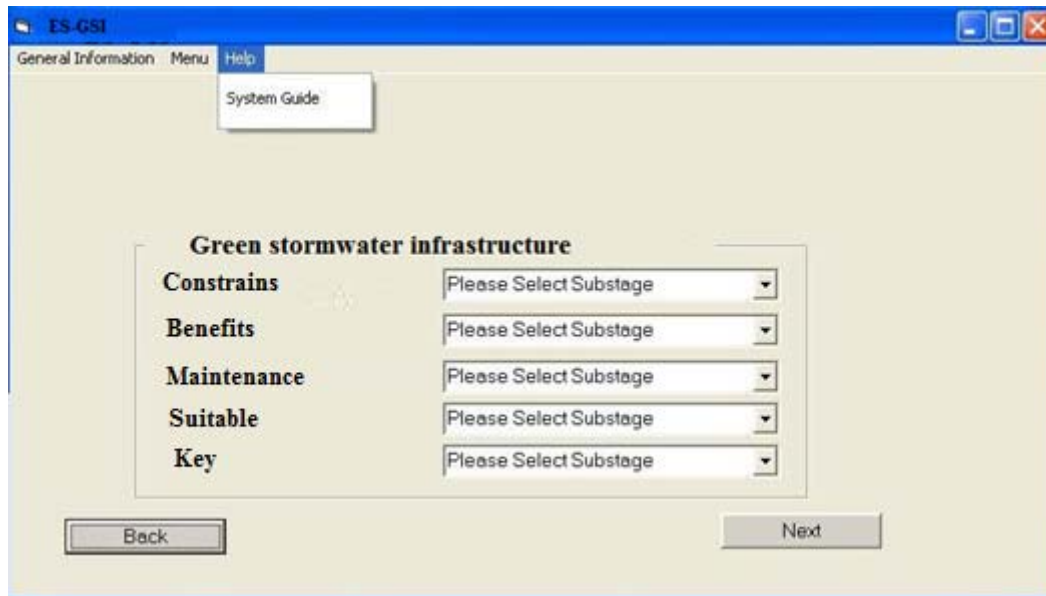 ES-GSI
General Information Menu Help
System Guide
Green stormwater infrastructure
Constrains Please Select Substage
Benefits Please Select Substage
Maintenance Please Select Substage
Suitable Please Select Substage
Key Please Select Substage
Back Next